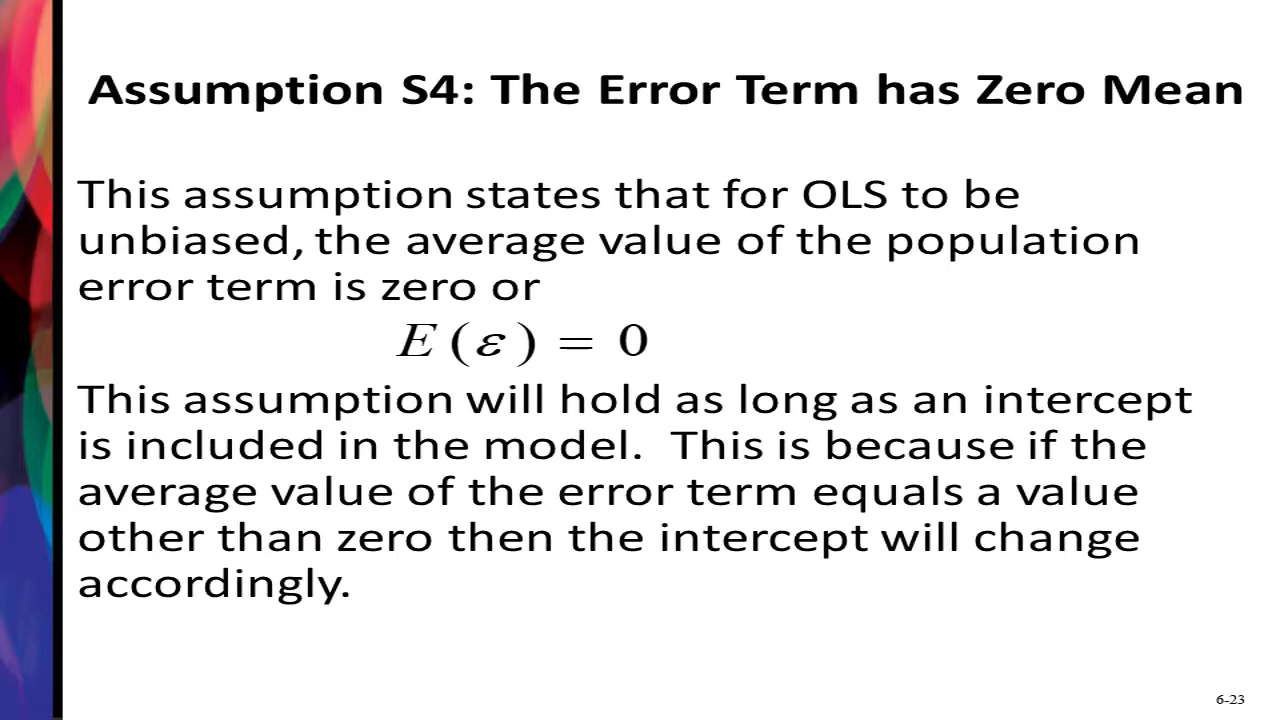 Assumption S4: The Error Term has Zero Mean
This assumption states that for OLS to be
unbiased, the average value of the population
error term is zero or
E (ε) = 0
This assumption will hold as long as an intercept
is included in the model.  This is because if the
average value of the error term equals a value
other than zero then the intercept will change
accordingly.
6-23